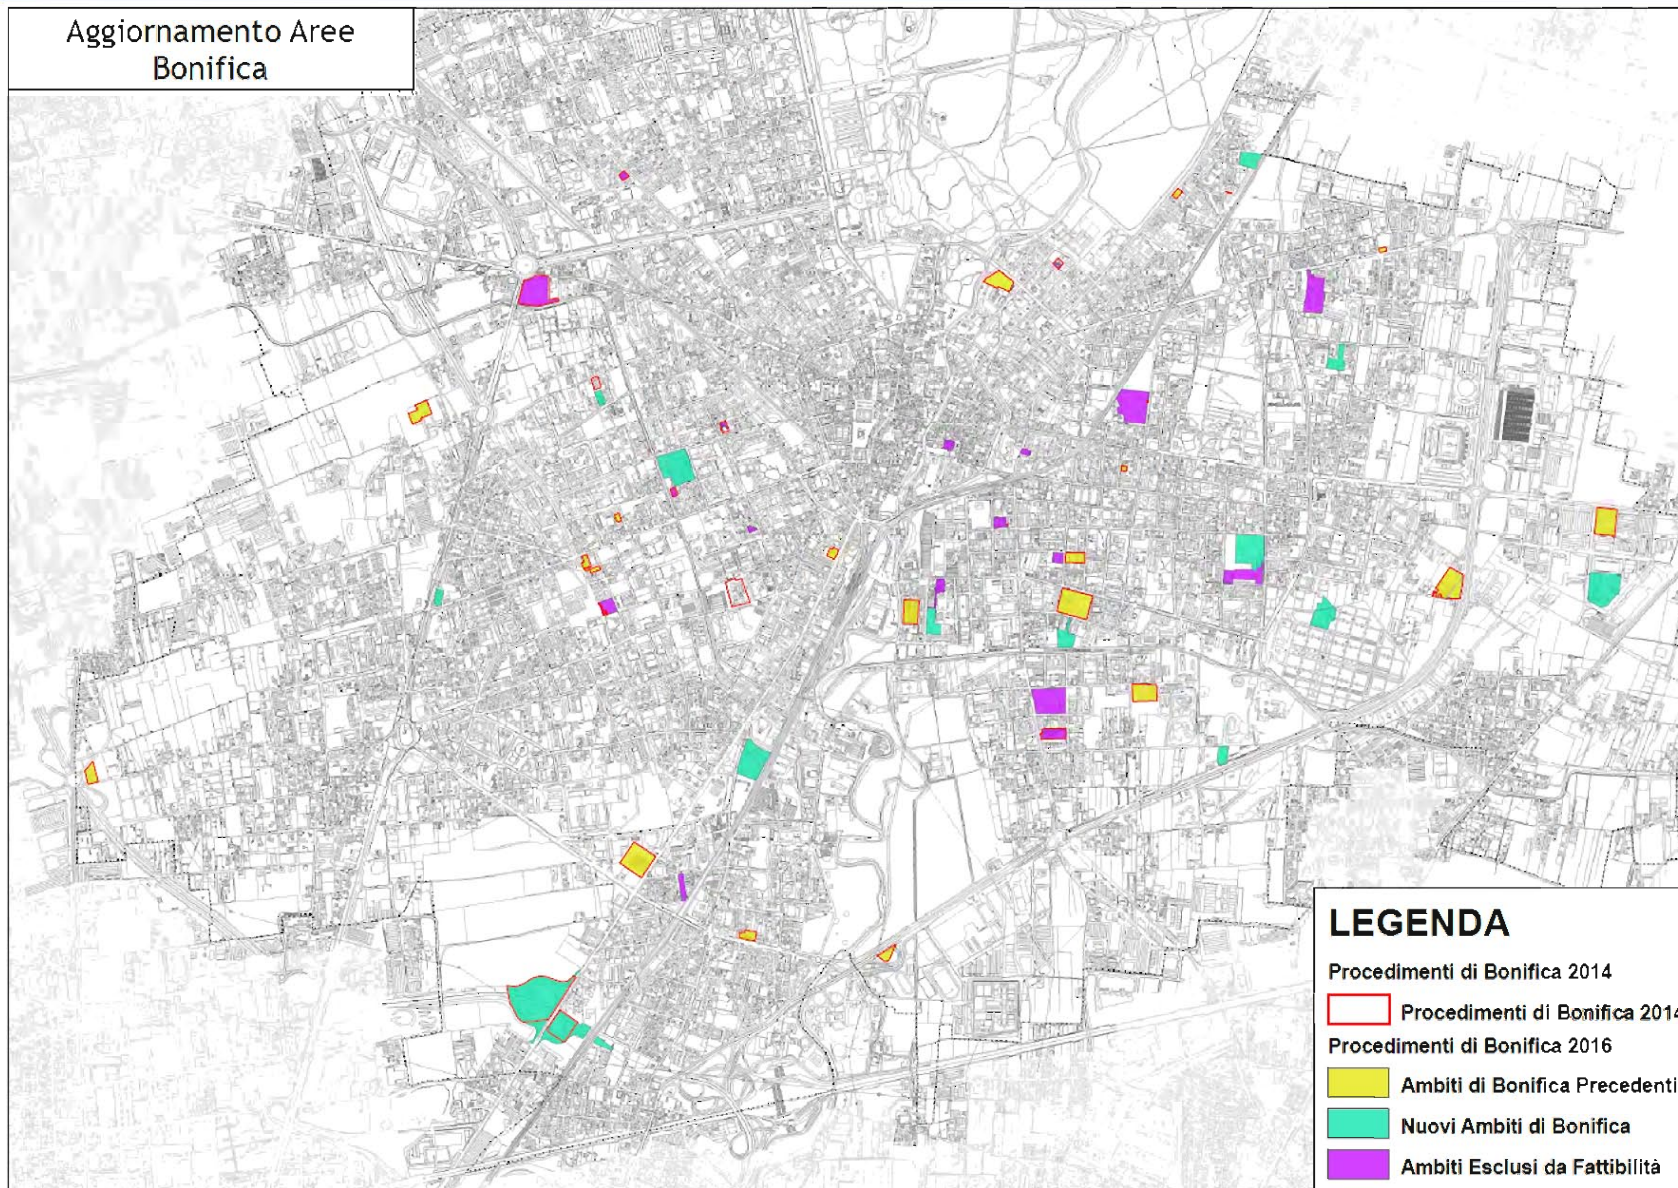 Aggiornamento Aree
Bonifica
LEGENDA
Procedimenti di Bonifica 2014
Procedimenti di Bonifica 2014
Procedimenti di Bonifica 2016
Ambiti di Bonifica Precedenti
Nuovi Ambiti di Bonifica
Ambiti Esclusi da Fattibilità